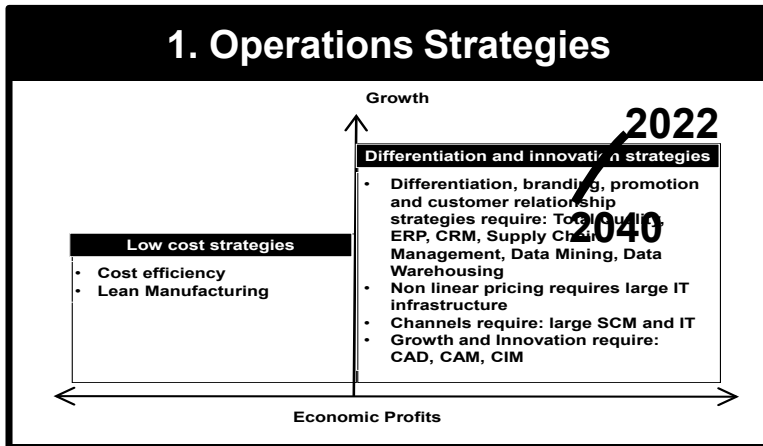 1. Operations Strategies
Growth
2022
Differentiation and innovation strategies
• Differentiation, branding, promotion
and customer relationship
strategies require: Total Quality,
ERP, CRM, Supply Chain
Management, Data Mining, Data
Warehousing
• Non linear pricing requires large IT
infrastructure
• Channels require: large SCM and IT
• Growth and Innovation require:
CAD, CAM, CIM
2040
Low cost strategies
• Cost efficiency
• Lean Manufacturing
Economic Profits